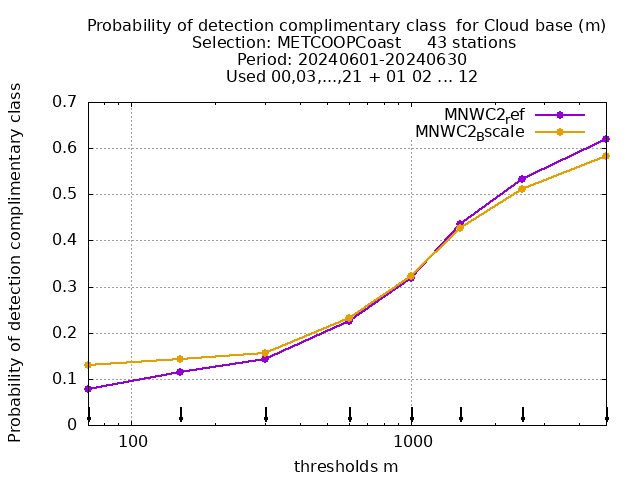 Probability of detection complimentary class  for Cloud base (m)
Selection: METCOOPCoast     43 stations
Period: 20240601-20240630
Used 00,03,...,21 + 01 02 ... 12
Probability of detection complimentary class
0.7
0.6
0.5
0.4
0.3
0.2
0.1
0
MNWC2ref
MNWC2Bscale
100
1000
thresholds m